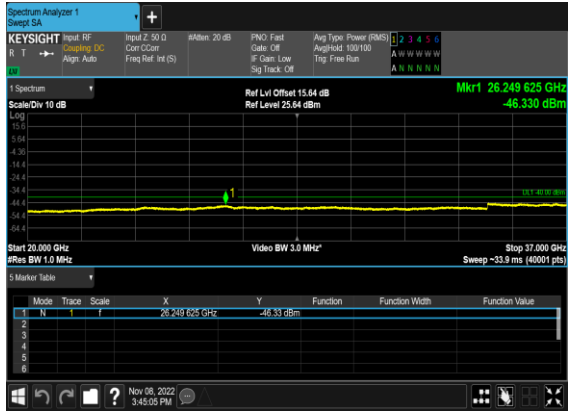 Spectrum Analyzer 1
Swept SA
+
KEYSIGHT Input: RF Input Z: 50 Ω #Atten: 20 dB PNO: Fast Avg Type: Power (RMS) 1 2 3 4 5 6
R T Coupling: DC Corr CCorr Gate: Off Avg|Hold: 100/100 A W W W W W
Align: Auto Freq Ref: Int (S) IF Gain: Low Trig: Free Run
LU Sig Track: Off A N N N N N
1 Spectrum Ref Lvl Offset 15.64 dB Mkr1 26.249 625 GHz
Scale/Div 10 dB Ref Level 25.64 dBm -46.330 dBm
Log
15.6
5.64
-4.36
-14.4
-24.4
-34.4 1 DL1 -40.00 dBm
-44.4
-54.4
-64.4
Start 20.000 GHz Video BW 3.0 MHz* Stop 37.000 GHz
#Res BW 1.0 MHz Sweep ~33.9 ms (40001 pts)
5 Marker Table
Mode Trace Scale X Y Function Function Width Function Value
1 N 1 f 26.249 625 GHz -46.33 dBm
2
3
4
5
6
? Nov 08, 2022
3:45:05 PM